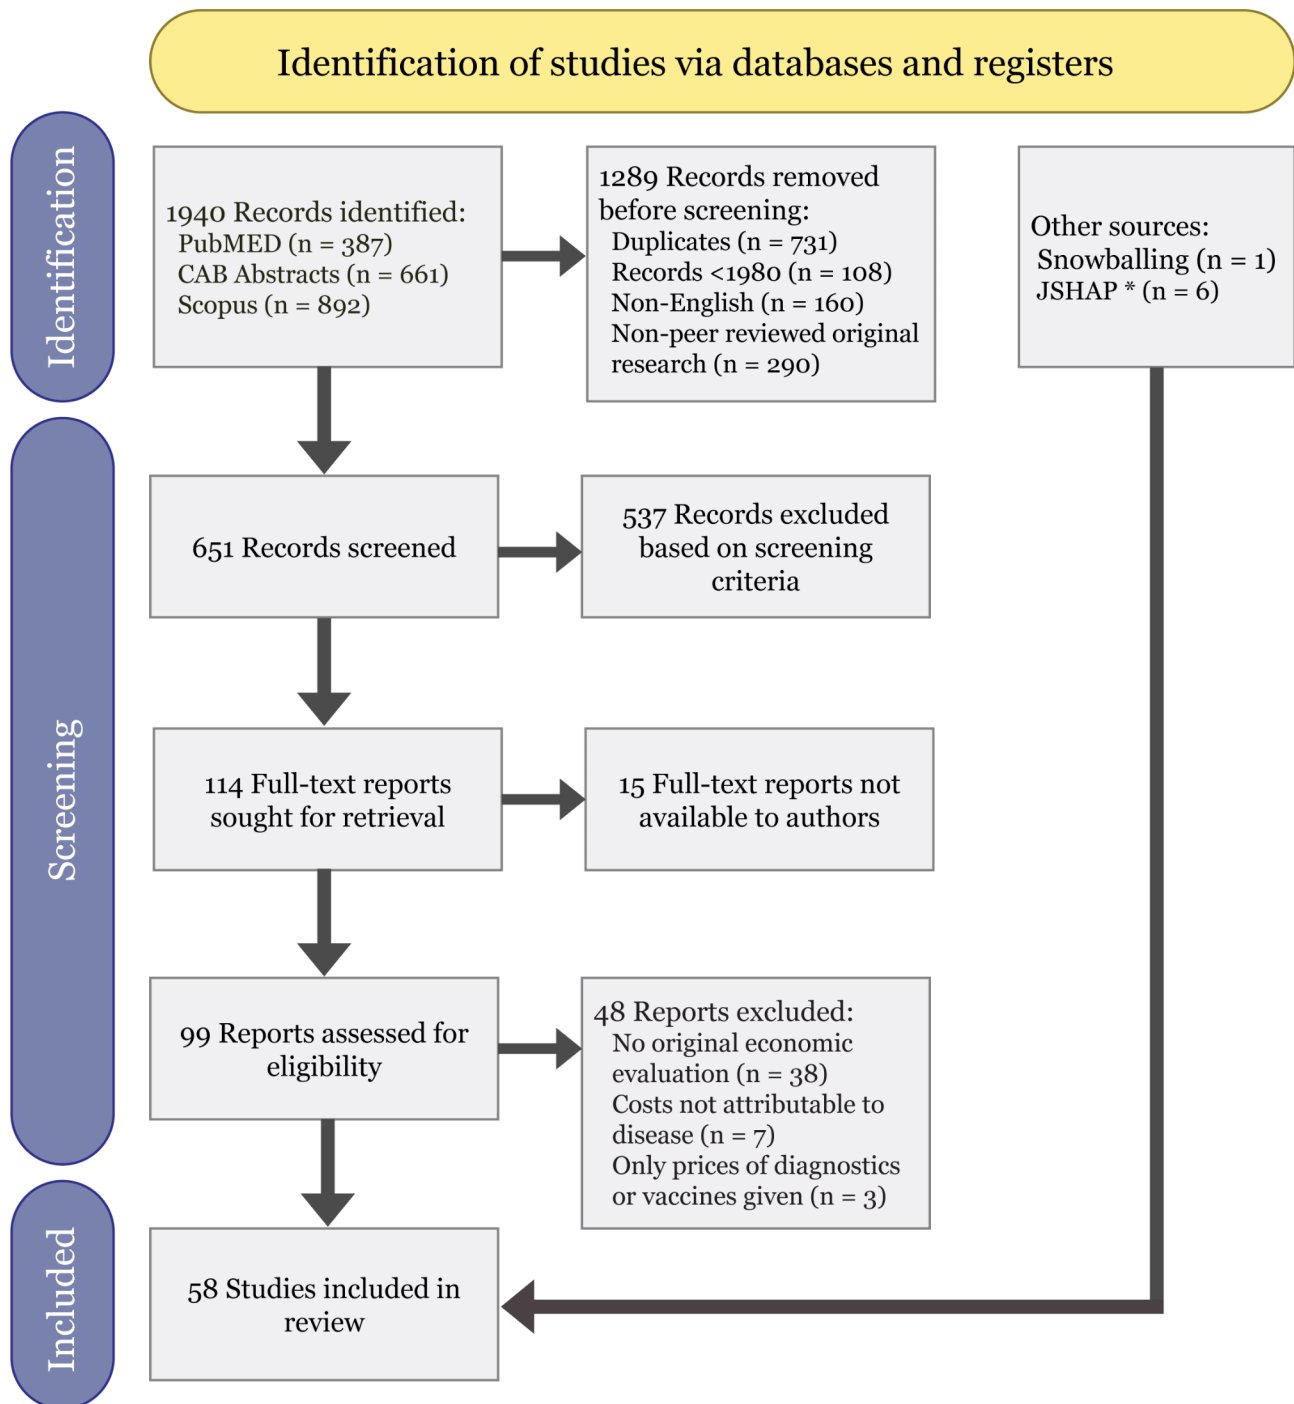 Identification of studies via databases and registers
Identification
1940 Records identified:
PubMED (n = 387)
CAB Abstracts (n = 661)
Scopus (n = 892)
1289 Records removed
before screening:
Duplicates (n = 731)
Records <1980 (n = 108)
Non-English (n = 160)
Non-peer reviewed original
research (n = 290)
Other sources:
Snowballing (n = 1)
JSHAP * (n = 6)
Screening
651 Records screened
537 Records excluded
based on screening
criteria
114 Full-text reports
sought for retrieval
15 Full-text reports not
available to authors
99 Reports assessed for
eligibility
48 Reports excluded:
No original economic
evaluation (n = 38)
Costs not attributable to
disease (n = 7)
Only prices of diagnostics
or vaccines given (n = 3)
Included
58 Studies included in
review